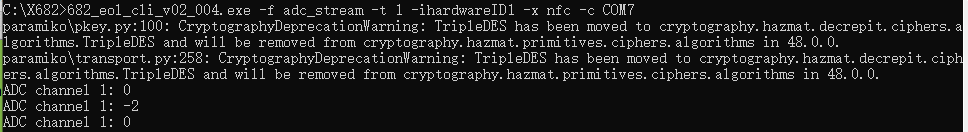 C:\X682>682_eol_cli_v02_004.exe -f adc_stream -t 1 -ihardwareID1 -x nfc -c COM7
paramiko\pkey.py:100: CryptographyDeprecationWarning: TripleDES has been moved to cryptography.hazmat.decrepit.ciphers.a
lgorithms.TripleDES and will be removed from cryptography.hazmat.primitives.ciphers.algorithms in 48.0.0.
paramiko\transport.py:258: CryptographyDeprecationWarning: TripleDES has been moved to cryptography.hazmat.decrepit.ciph
ers.algorithms.TripleDES and will be removed from cryptography.hazmat.primitives.ciphers.algorithms in 48.0.0.
ADC channel 1: 0
ADC channel 1: -2
ADC channel 1: 0